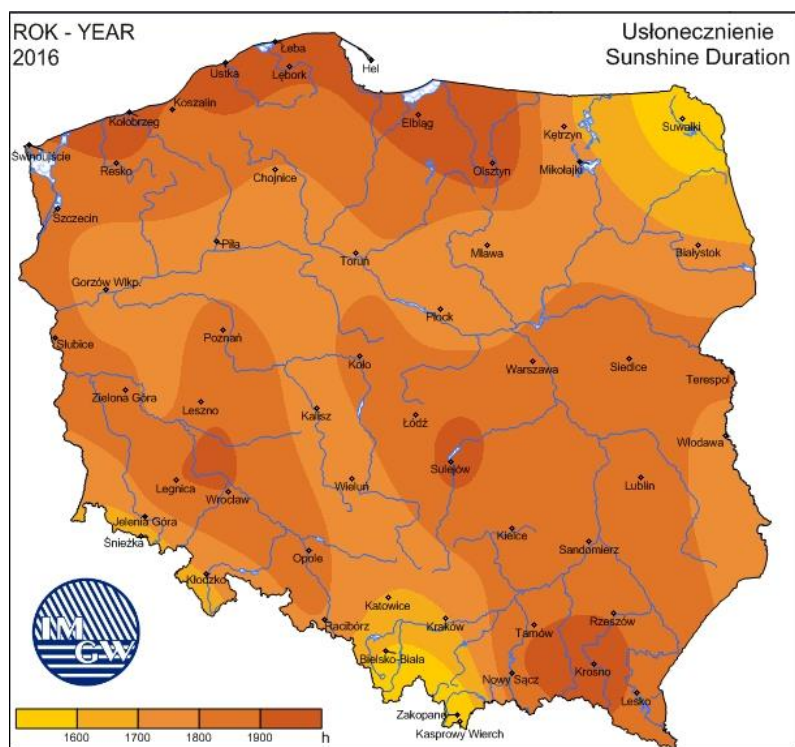 ROK - YEAR
2016
Usłonecznienie
Sunshine Duration
Łeba
Ustka
Lębork
Hel
Koszalin
Kołobrzeg
Elbląg
Kętrzyn
Suwałki
Świnoujście
Resko
Chojnice
Olsztyn
Mikołajki
Szczecin
Piła
Toruń
Mława
Białystok
Gorzów Wlkp.
Płock
Słubice
Poznań
Koło
Warszawa
Siedlce
Terespol
Zielona Góra
Leszno
Kalisz
Łódź
Włodawa
Sulejów
Legnica
Wrocław
Wieluń
Lublin
Jelenia Góra
Śnieżka
Kielce
Sandomierz
Opole
Kłodzko
Katowice
Racibórz
Kraków
Tarnów
Rzeszów
Bielsko-Biała
Nowy Sącz
Krosno
Lesko
Zakopane
Kasprowy Wierch
IM
GW
1600 1700 1800 1900 h